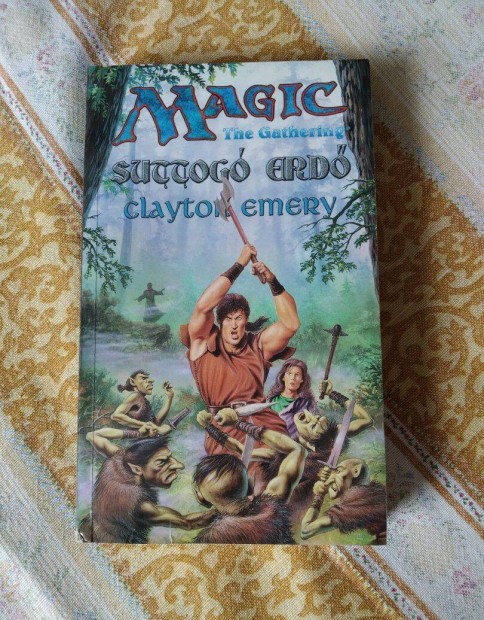 MAGIC
The Gathering
SUTTOGÓ ERDŐ
CLAYTON EMERY